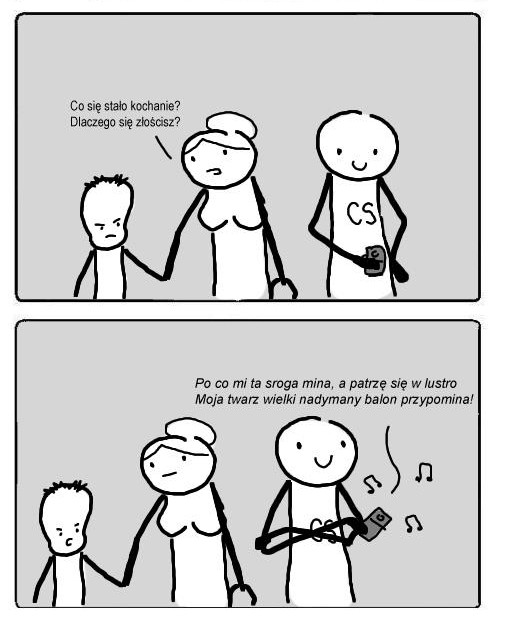 Co się stało kochanie?
Dlaczego się złościsz?
CS
Po co mi ta sroga mina, a patrzę się w lustro
Moja twarz wielki nadymany balon przypomina!
CS